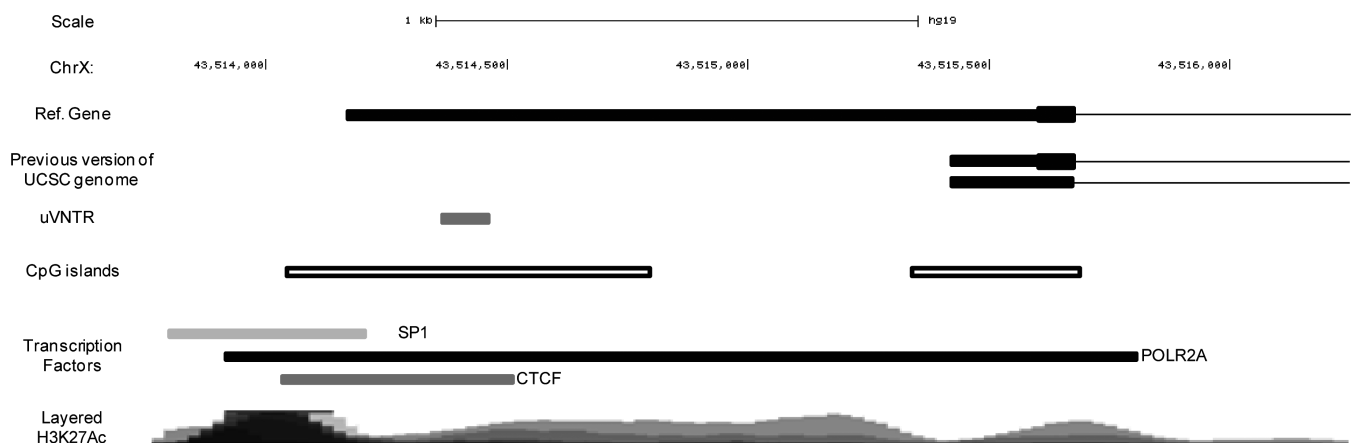 Scale
1 kb
hg19
ChrX:
43,514,000|
43,514,500|
43,515,000|
43,515,500|
43,516,000|
Ref. Gene
Previous version of
UCSC genome
uVNTR
CpG islands
Transcription
Factors
SP1
POLR2A
CTCF
Layered
H3K27Ac